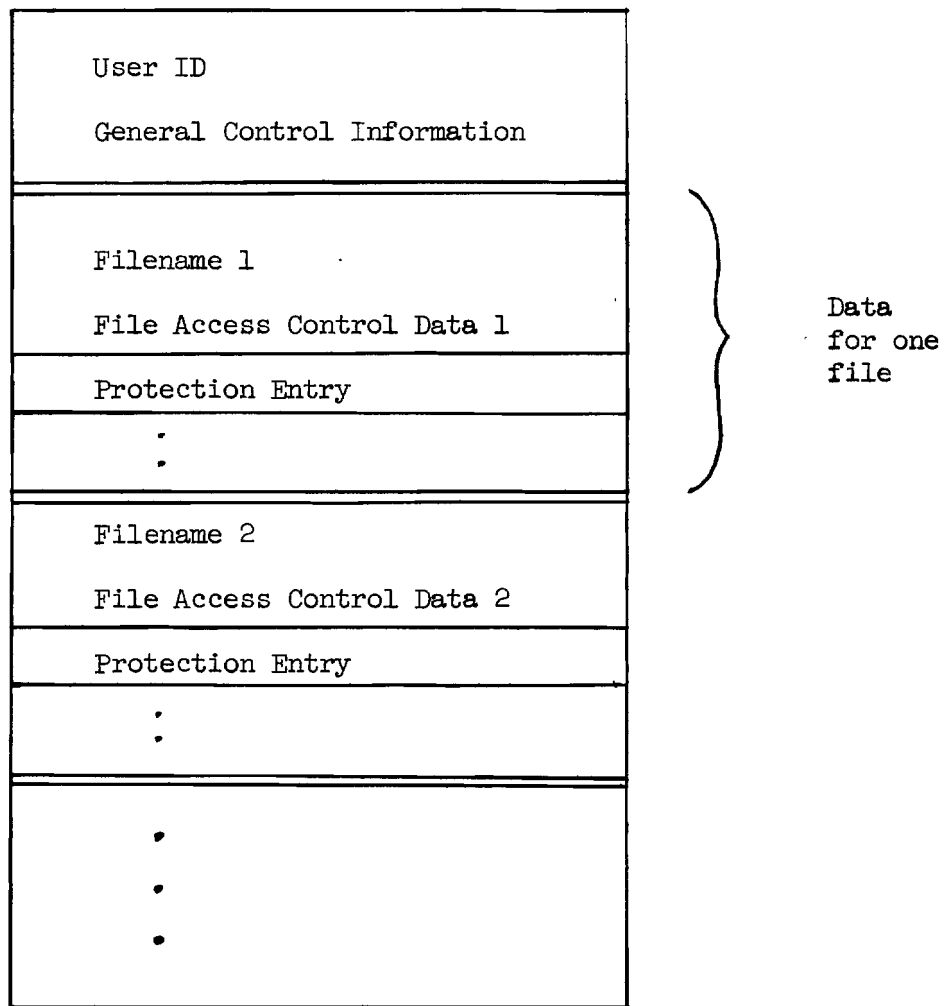 User ID
General Control Information
Filename 1
File Access Control Data 1
Protection Entry
Data
for one
file
Filename 2
File Access Control Data 2
Protection Entry